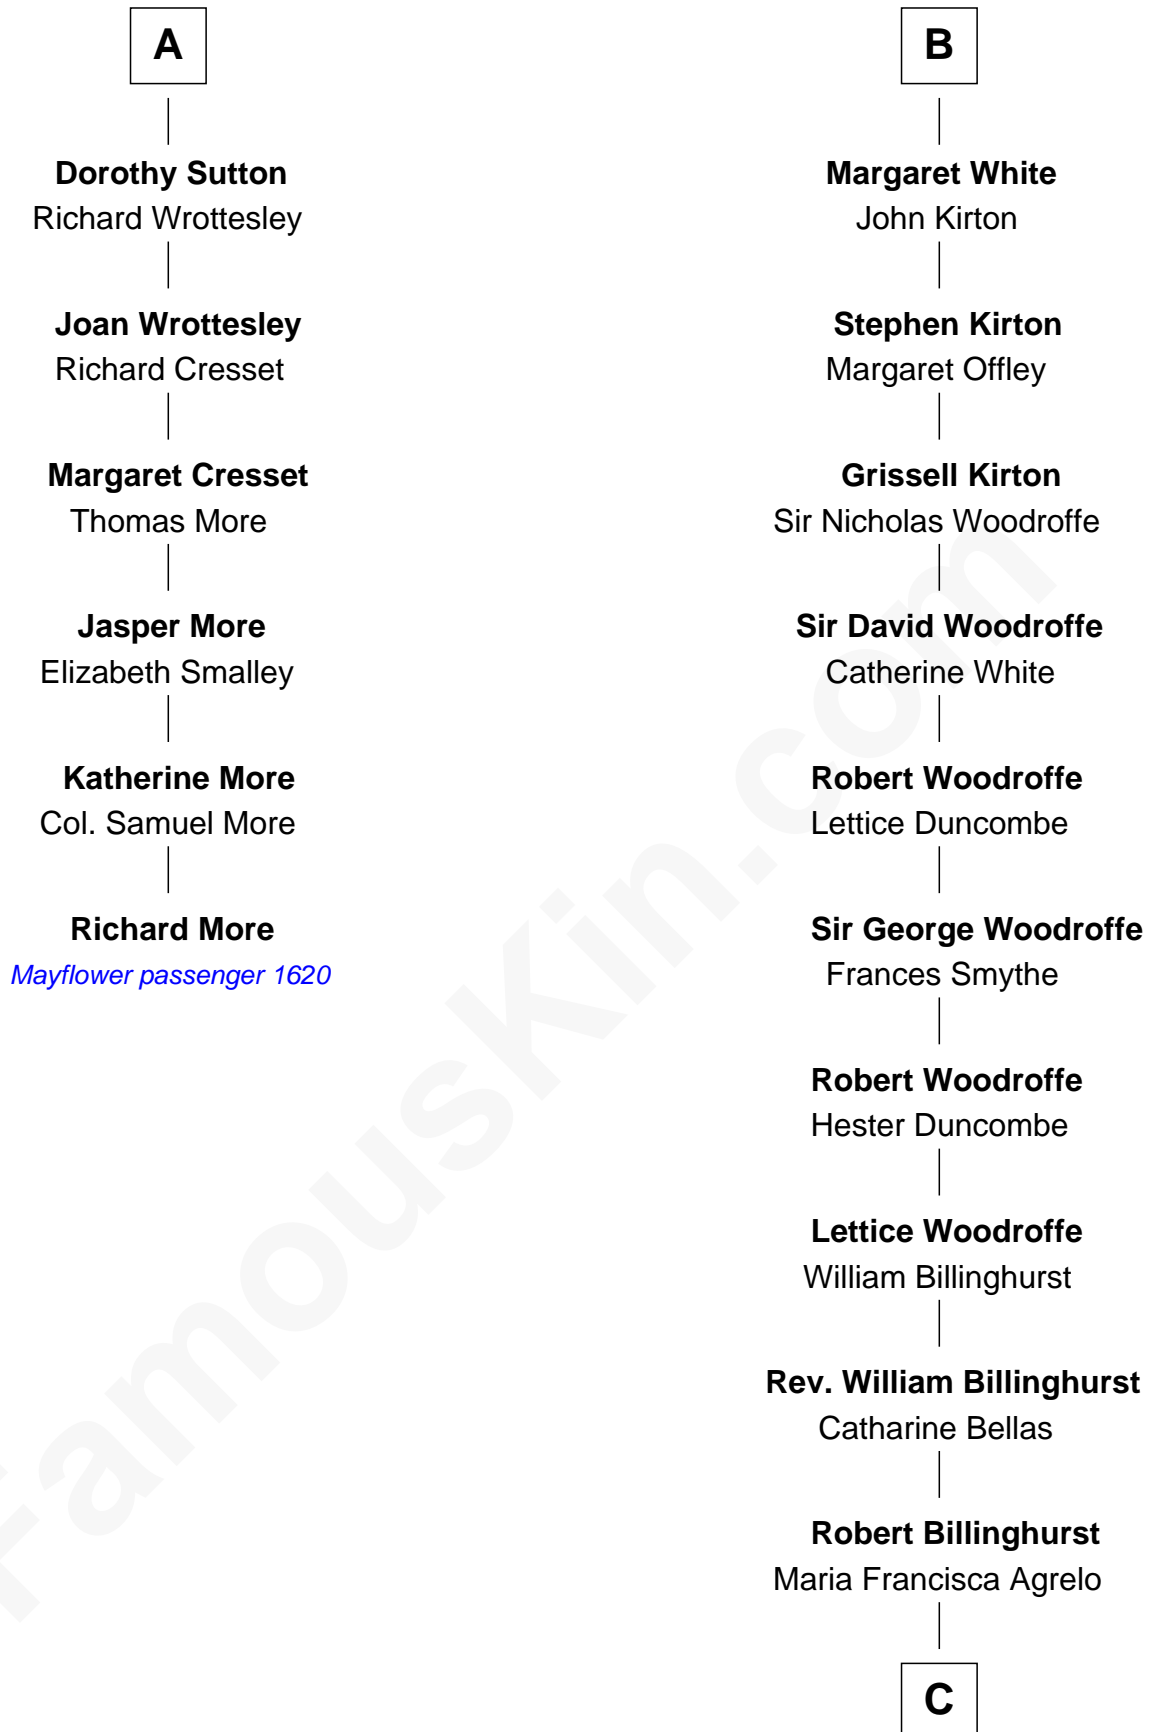 A
Dorothy Sutton
Richard Wrottesley
Joan Wrottesley
Richard Cresset
Margaret Cresset
Thomas More
Jasper More
Elizabeth Smalley
Katherine More
Col. Samuel More
Richard More
Mayflower passenger 1620
B
Margaret White
John Kirton
Stephen Kirton
Margaret Offley
Grissell Kirton
Sir Nicholas Woodroffe
Sir David Woodroffe
Catherine White
Robert Woodroffe
Lettice Duncombe
Sir George Woodroffe
Frances Smythe
Robert Woodroffe
Hester Duncombe
Lettice Woodroffe
William Billinghurst
Rev. William Billinghurst
Catharine Bellas
Robert Billinghurst
Maria Francisca Agrelo
C
FamousKin.com